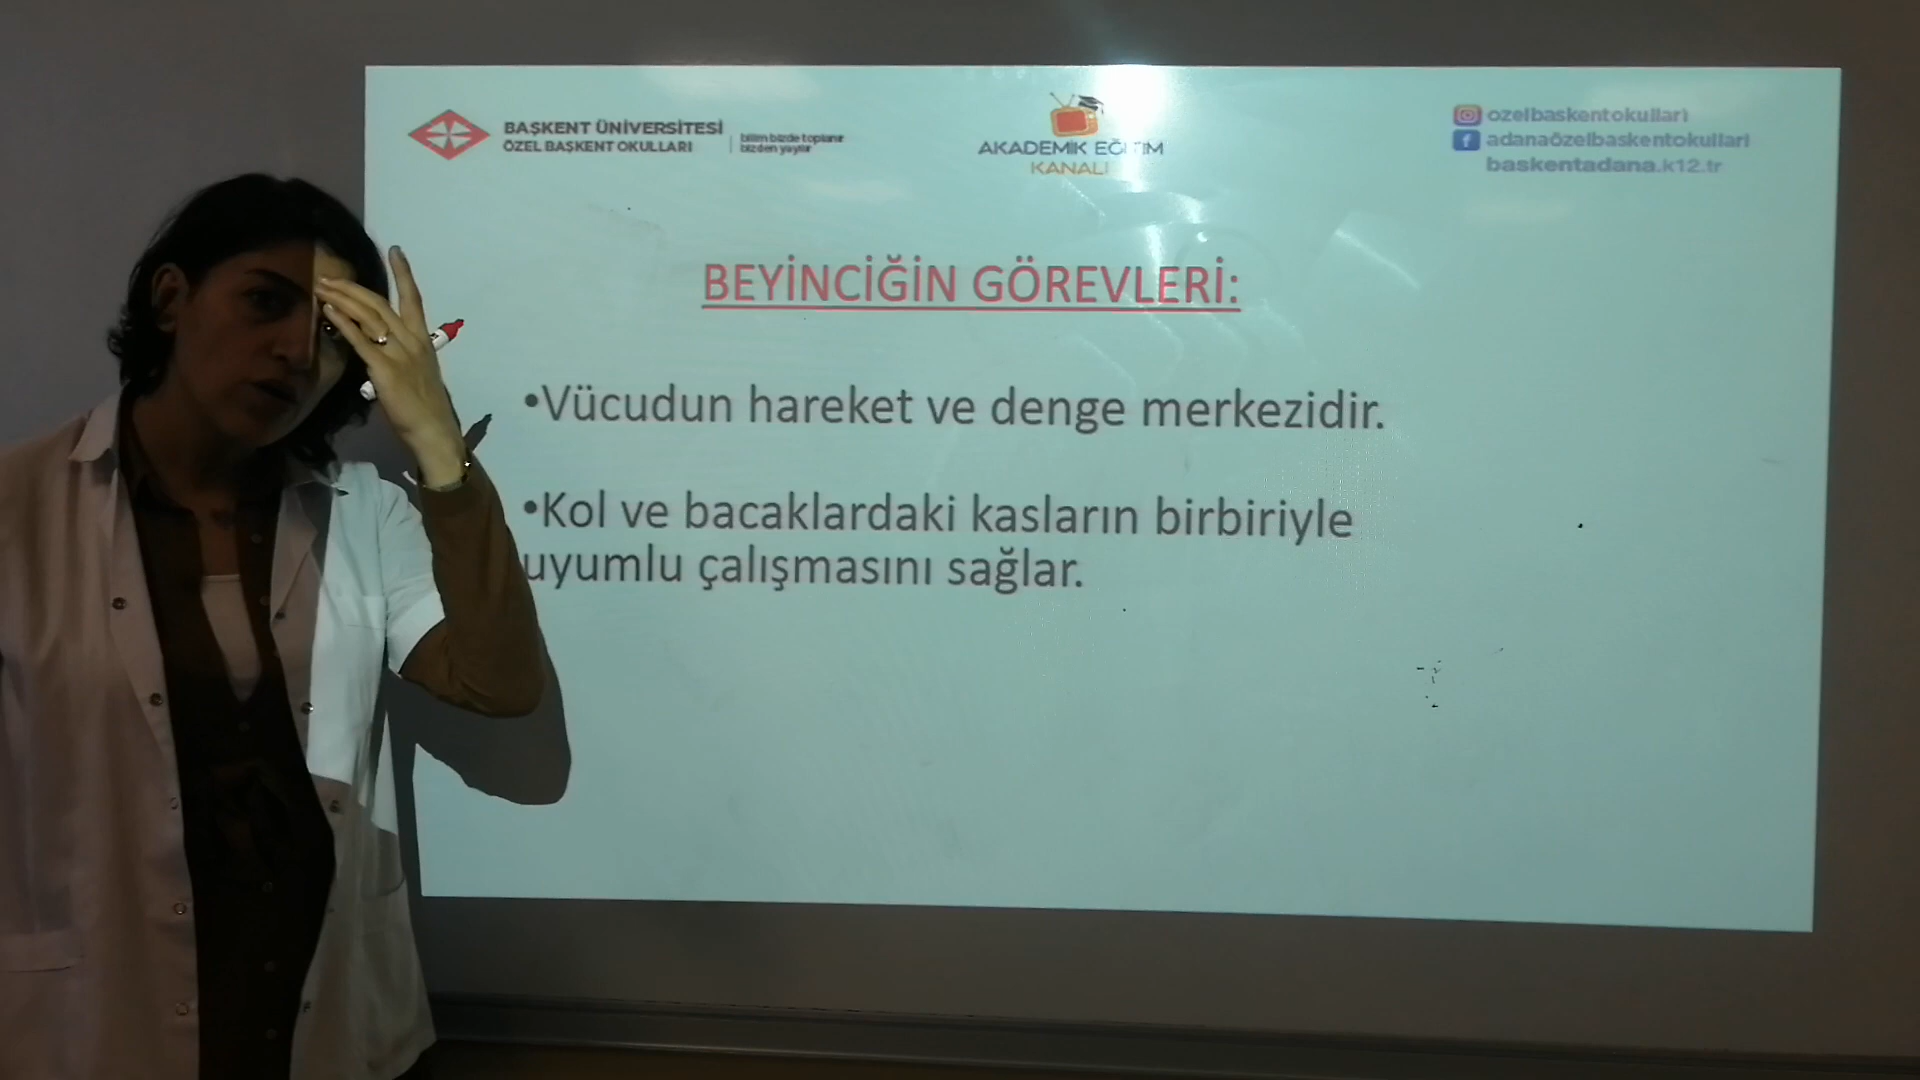 BAŞKENT ÜNİVERSİTESİ
ÖZEL BAŞKENT OKULLARI
bilim bizde toplanır
bizden yayılır
AKADEMİK EĞİTİM
KANALI
ozelbaskentokullari
adanaözelbaskentokullari
baskentadana.k12.tr
BEYİNCİĞİN GÖREVLERİ:
•Vücudun hareket ve denge merkezidir.
•Kol ve bacaklardaki kasların birbiriyle
uyumlu çalışmasını sağlar.